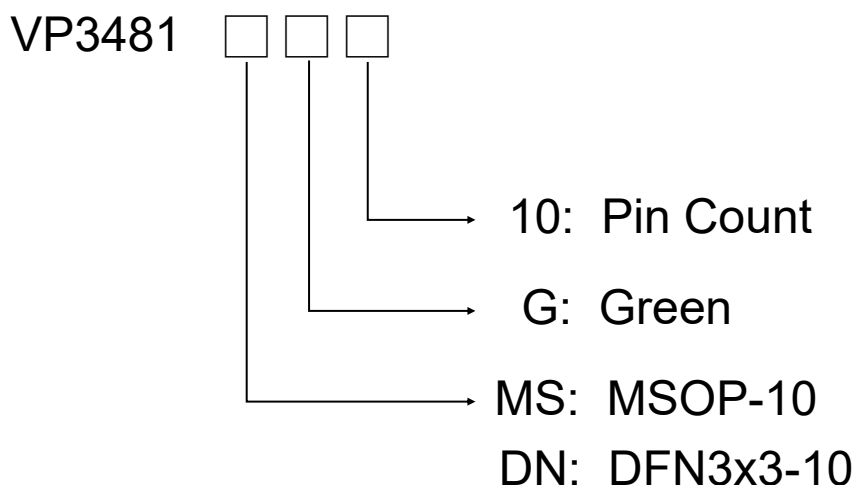 VP3481
10: Pin Count
G: Green
MS: MSOP-10
DN: DFN3x3-10